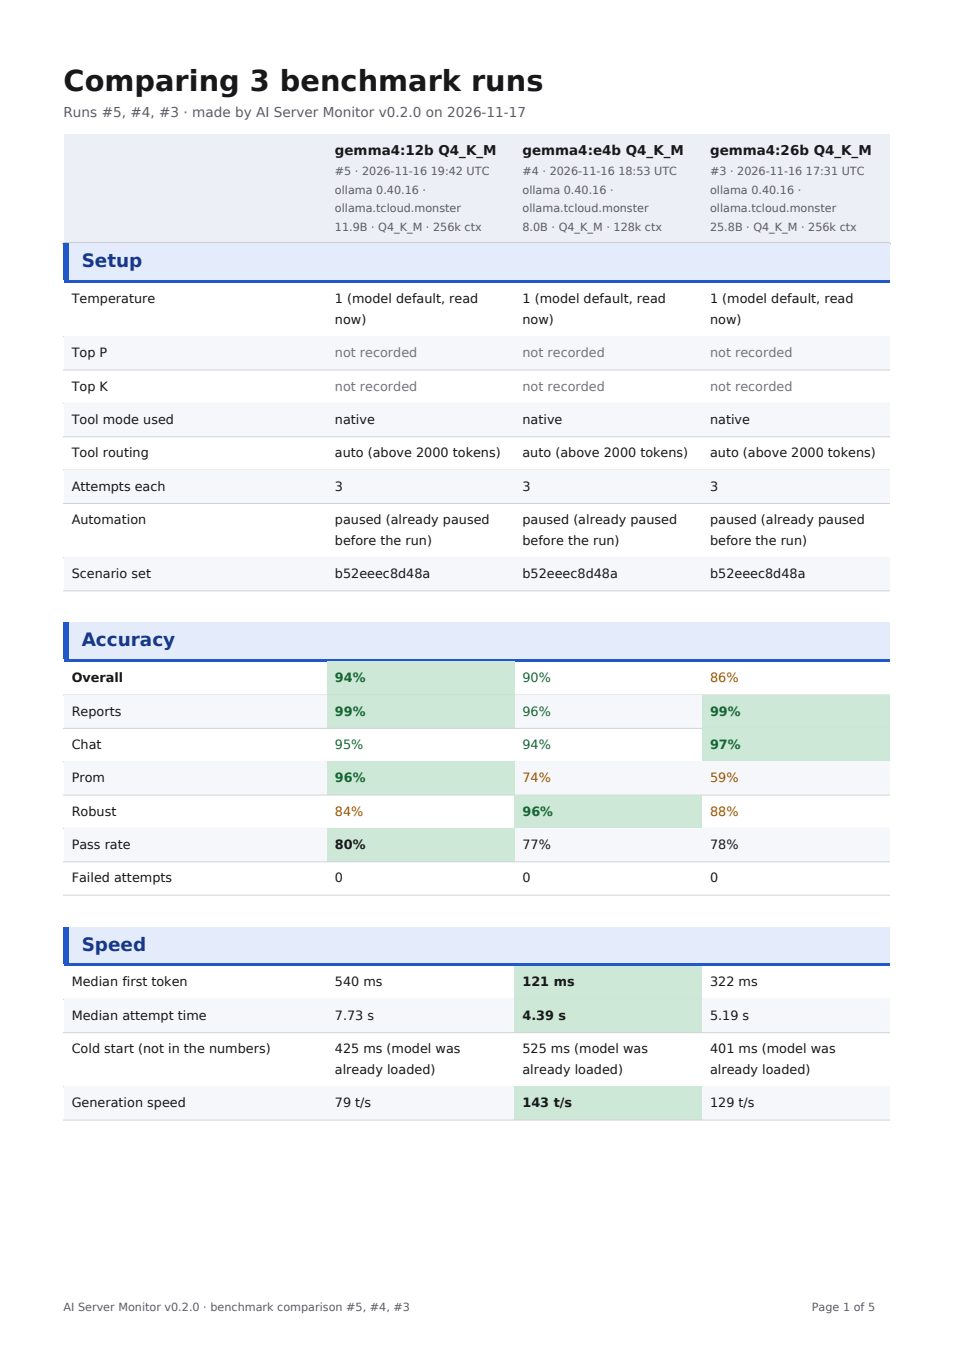 Comparing 3 benchmark runs
Runs #5, #4, #3 · made by AI Server Monitor v0.2.0 on 2026-11-17
gemma4:12b Q4_K_M gemma4:e4b Q4_K_M gemma4:26b Q4_K_M
#5 · 2026-11-16 19:42 UTC #4 · 2026-11-16 18:53 UTC #3 · 2026-11-16 17:31 UTC
ollama 0.40.16 · ollama 0.40.16 · ollama 0.40.16 ·
ollama.tcloud.monster ollama.tcloud.monster ollama.tcloud.monster
11.9B · Q4_K_M · 256k ctx 8.0B · Q4_K_M · 128k ctx 25.8B · Q4_K_M · 256k ctx
Setup
Temperature 1 (model default, read 1 (model default, read 1 (model default, read
now) now) now)
Top P not recorded not recorded not recorded
Top K not recorded not recorded not recorded
Tool mode used native native native
Tool routing auto (above 2000 tokens) auto (above 2000 tokens) auto (above 2000 tokens)
Attempts each 3 3 3
Automation paused (already paused paused (already paused paused (already paused
before the run) before the run) before the run)
Scenario set b52eeec8d48a b52eeec8d48a b52eeec8d48a
Accuracy
Overall 94% 90% 86%
Reports 99% 96% 99%
Chat 95% 94% 97%
Prom 96% 74% 59%
Robust 84% 96% 88%
Pass rate 80% 77% 78%
Failed attempts 0 0 0
Speed
Median first token 540 ms 121 ms 322 ms
Median attempt time 7.73 s 4.39 s 5.19 s
Cold start (not in the numbers) 425 ms (model was 525 ms (model was 401 ms (model was
already loaded) already loaded) already loaded)
Generation speed 79 t/s 143 t/s 129 t/s
AI Server Monitor v0.2.0 · benchmark comparison #5, #4, #3 Page 1 of 5